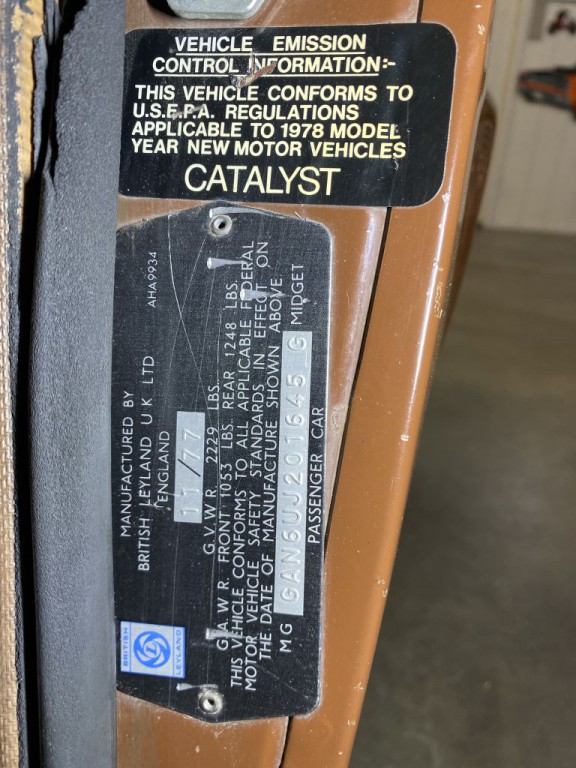 VEHICLE EMISSION
CONTROL INFORMATION:-
THIS VEHICLE CONFORMS TO
U.S.E.P.A. REGULATIONS
APPLICABLE TO 1978 MODEL
YEAR NEW MOTOR VEHICLES
CATALYST
AHA9934
MANUFACTURED BY
BRITISH LEYLAND U K LTD
ENGLAND
11/77
G.V.W.R. 2229 LBS.
G.A.W.R. FRONT 1053 LBS. REAR 1248 LBS.
THIS VEHICLE CONFORMS TO ALL APPLICABLE FEDERAL
MOTOR VEHICLE SAFETY STANDARDS IN EFFECT ON
THE DATE OF MANUFACTURE SHOWN ABOVE
MG GAN6UJ201645 G MIDGET
PASSENGER CAR
BRITISH
L
LEYLAND